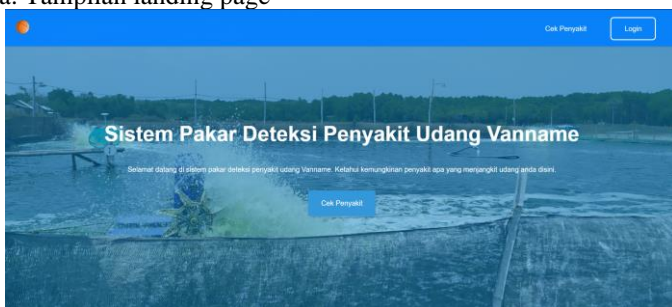 a. Tampilan landing page
Cek Penyakit
Login
Sistem Pakar Deteksi Penyakit Udang Vanname
Selamat datang di sistem pakar deteksi penyakit udang Vanname. Ketahui kemungkinan penyakit apa yang menjangkit udang anda disini.
Cek Penyakit